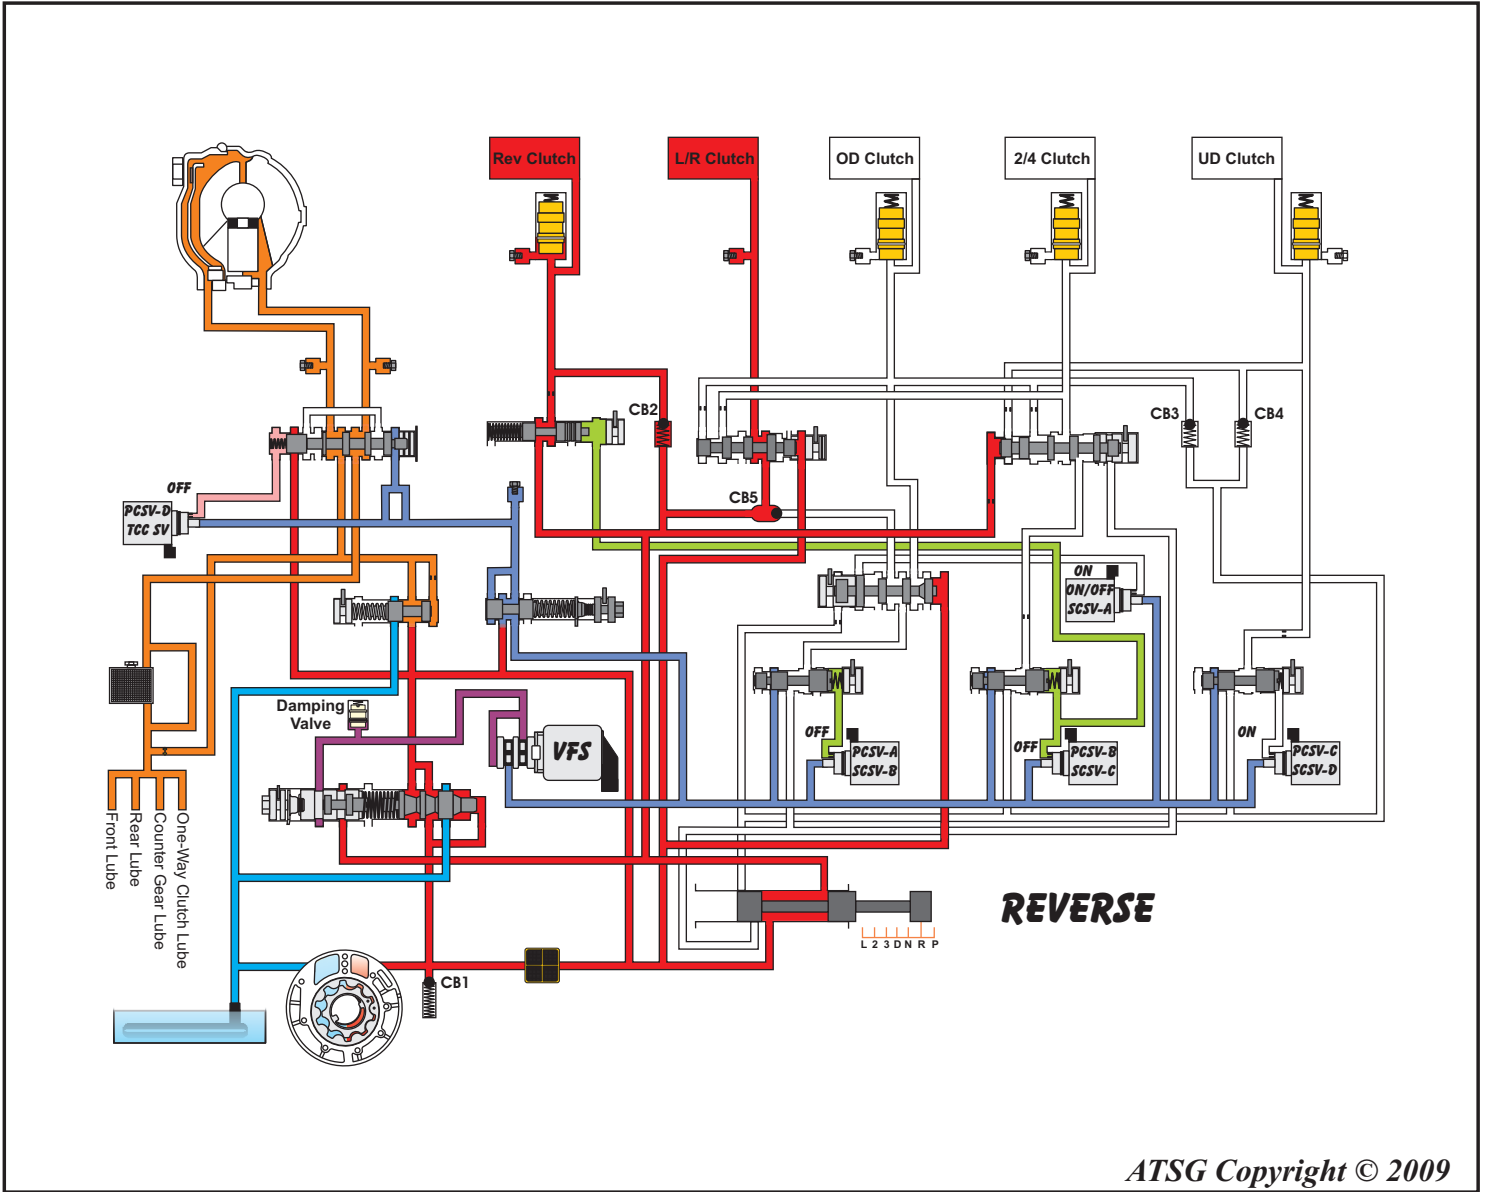 Rev Clutch
L/R Clutch
OD Clutch
2/4 Clutch
UD Clutch
CB2
CB3
CB4
OFF
PCSV-D
TCC SV
CB5
ON
ON/OFF
SCSV-A
Damping
Valve
VFS
OFF
PCSV-A
SCSV-B
OFF
PCSV-B
SCSV-C
ON
PCSV-C
SCSV-D
Front Lube
Rear Lube
Counter Gear Lube
One-Way Clutch Lube
REVERSE
L 2 3 D N R P
CB1
ATSG Copyright © 2009